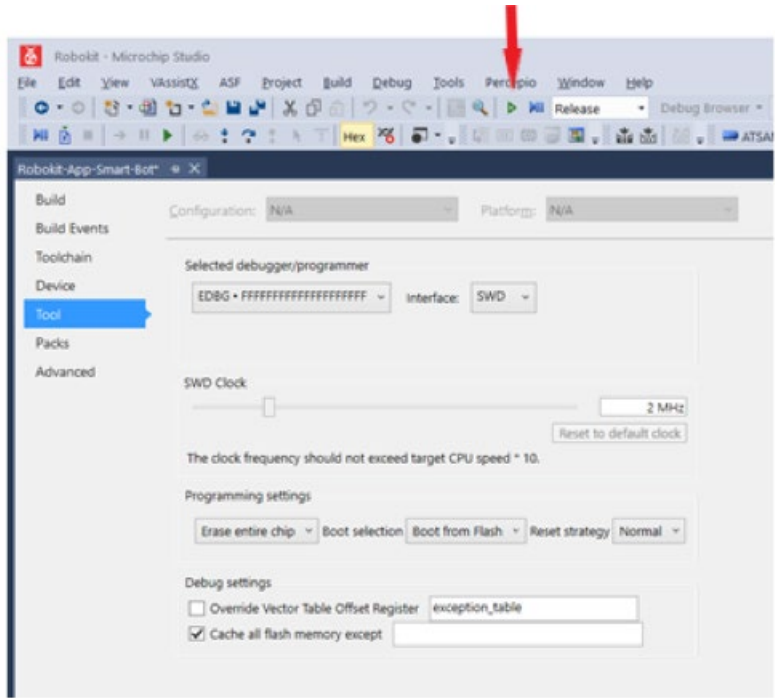 Robokit - Microchip Studio
File Edit View VAssistX ASF Project Build Debug Tools Percepio Window Help
Release Debug Browser
Hex ATSAM
Robokit-App-Smart-Bot*
Build
Configuration: N/A Platform: N/A
Build Events
Toolchain
Selected debugger/programmer
Device
EDBG • FFFFFFFFFFFFFFFFFFFF Interface: SWD
Tool
Packs
Advanced
SWD Clock
2 MHz
Reset to default clock
The clock frequency should not exceed target CPU speed * 10.
Programming settings
Erase entire chip Boot selection Boot from Flash Reset strategy Normal
Debug settings
Override Vector Table Offset Register exception_table
Cache all flash memory except